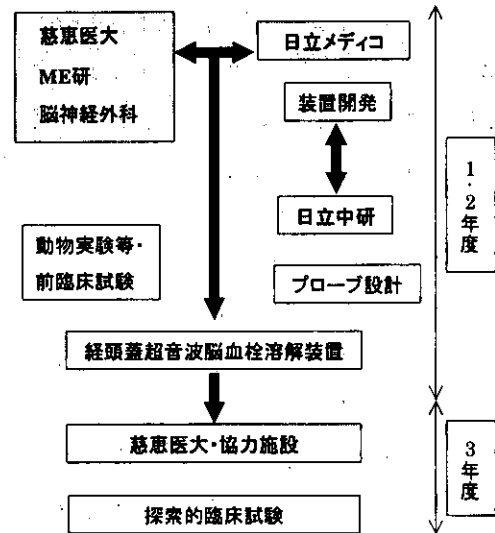 慈恵医大
ME研
脳神経外科
日立メディコ
装置開発
日立中研
動物実験等・
前臨床試験
プローブ設計
経頭蓋超音波脳血栓溶解装置
慈恵医大・協力施設
探索的臨床試験
1・2年度
3年度